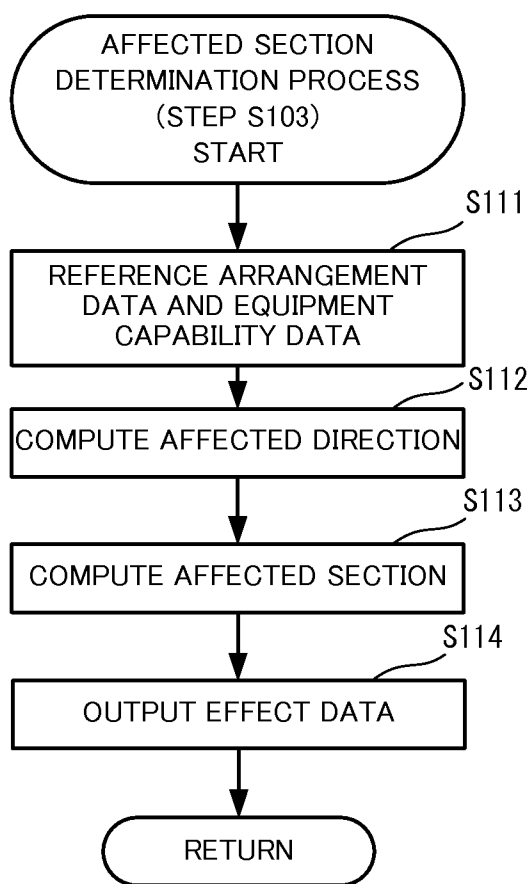 AFFECTED SECTION
DETERMINATION PROCESS
(STEP S103)
START
S111
REFERENCE ARRANGEMENT
DATA AND EQUIPMENT
CAPABILITY DATA
S112
COMPUTE AFFECTED DIRECTION
S113
COMPUTE AFFECTED SECTION
S114
OUTPUT EFFECT DATA
RETURN